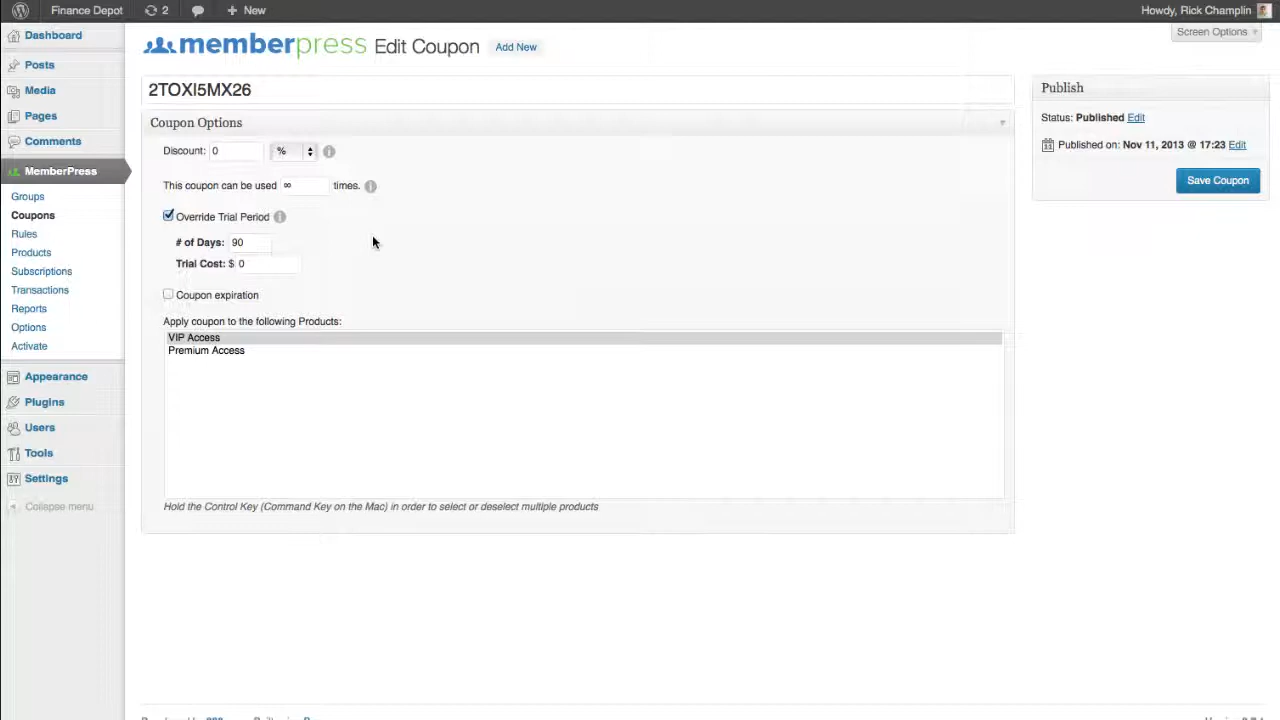 Finance Depot 2 New Howdy, Rick Champlin
Screen Options
Dashboard
Posts
Media
Pages
Comments
MemberPress
Groups
Coupons
Rules
Products
Subscriptions
Transactions
Reports
Options
Activate
Appearance
Plugins
Users
Tools
Settings
Collapse menu
memberpress Edit Coupon Add New
2TOXI5MX26
Coupon Options
Discount: 0 %
This coupon can be used ∞ times.
Override Trial Period
# of Days: 90
Trial Cost: $ 0
Coupon expiration
Apply coupon to the following Products:
VIP Access
Premium Access
Hold the Control Key (Command Key on the Mac) in order to select or deselect multiple products
Publish
Status: Published Edit
Published on: Nov 11, 2013 @ 17:23 Edit
Save Coupon